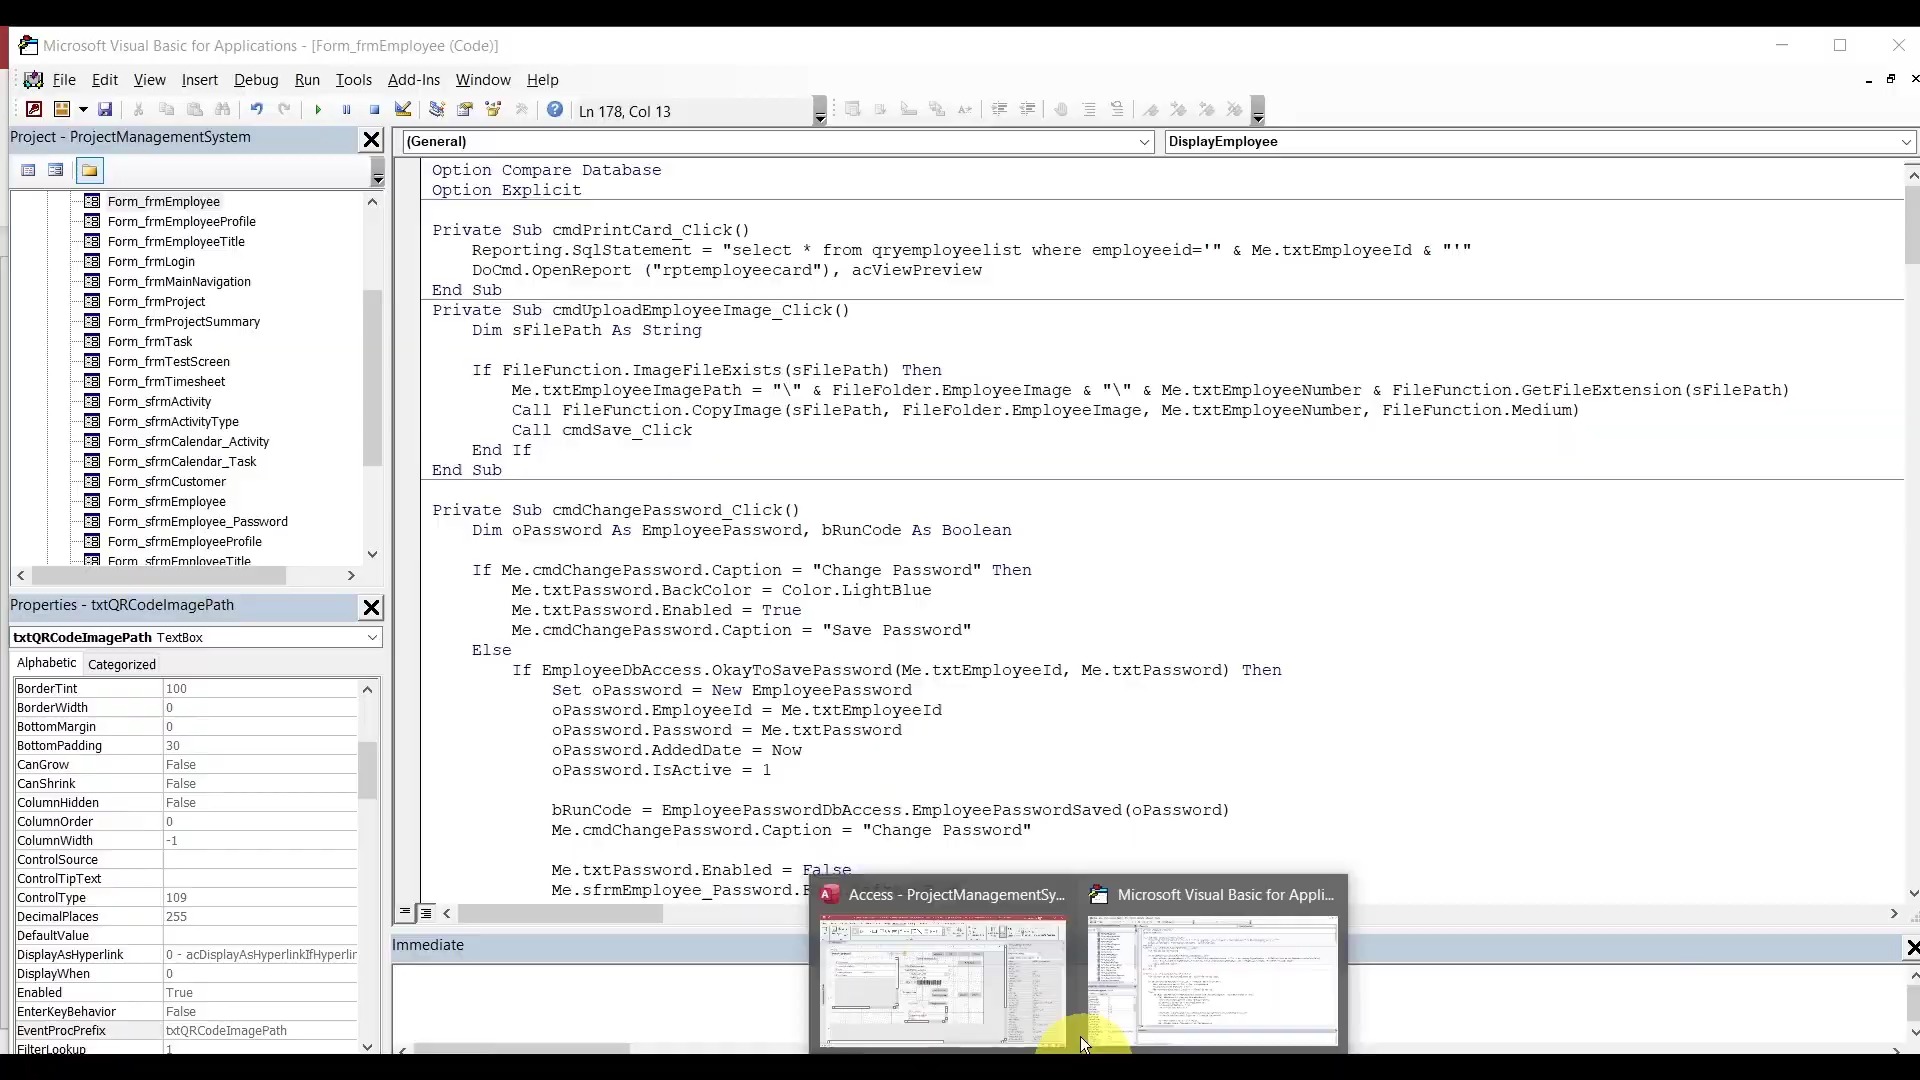 Microsoft Visual Basic for Applications - [Form_frmEmployee (Code)]
File Edit View Insert Debug Run Tools Add-Ins Window Help
Ln 178, Col 13
Project - ProjectManagementSystem
Form_frmEmployee
Form_frmEmployeeProfile
Form_frmEmployeeTitle
Form_frmLogin
Form_frmMainNavigation
Form_frmProject
Form_frmProjectSummary
Form_frmTask
Form_frmTestScreen
Form_frmTimesheet
Form_sfrmActivity
Form_sfrmActivityType
Form_sfrmCalendar_Activity
Form_sfrmCalendar_Task
Form_sfrmCustomer
Form_sfrmEmployee
Form_sfrmEmployee_Password
Form_sfrmEmployeeProfile
Form_sfrmEmployeeTitle
Properties - txtQRCodeImagePath
txtQRCodeImagePath TextBox
Alphabetic Categorized
BorderTint 100
BorderWidth 0
BottomMargin 0
BottomPadding 30
CanGrow False
CanShrink False
ColumnHidden False
ColumnOrder 0
ColumnWidth -1
ControlSource
ControlTipText
ControlType 109
DecimalPlaces 255
DefaultValue
DisplayAsHyperlink 0 - acDisplayAsHyperlinkIfHyperlin
DisplayWhen 0
Enabled True
EnterKeyBehavior False
EventProcPrefix txtQRCodeImagePath
FilterLookup 1
(General) DisplayEmployee
Option Compare Database
Option Explicit
Private Sub cmdPrintCard_Click()
Reporting.SqlStatement = "select * from qryemployeelist where employeeid='" & Me.txtEmployeeId & "'"
DoCmd.OpenReport ("rptemployeecard"), acViewPreview
End Sub
Private Sub cmdUploadEmployeeImage_Click()
Dim sFilePath As String
If FileFunction.ImageFileExists(sFilePath) Then
Me.txtEmployeeImagePath = "\" & FileFolder.EmployeeImage & "\" & Me.txtEmployeeNumber & FileFunction.GetFileExtension(sFilePath)
Call FileFunction.CopyImage(sFilePath, FileFolder.EmployeeImage, Me.txtEmployeeNumber, FileFunction.Medium)
Call cmdSave_Click
End If
End Sub
Private Sub cmdChangePassword_Click()
Dim oPassword As EmployeePassword, bRunCode As Boolean
If Me.cmdChangePassword.Caption = "Change Password" Then
Me.txtPassword.BackColor = Color.LightBlue
Me.txtPassword.Enabled = True
Me.cmdChangePassword.Caption = "Save Password"
Else
If EmployeeDbAccess.OkayToSavePassword(Me.txtEmployeeId, Me.txtPassword) Then
Set oPassword = New EmployeePassword
oPassword.EmployeeId = Me.txtEmployeeId
oPassword.Password = Me.txtPassword
oPassword.AddedDate = Now
oPassword.IsActive = 1
bRunCode = EmployeePasswordDbAccess.EmployeePasswordSaved(oPassword)
Me.cmdChangePassword.Caption = "Change Password"
Me.txtPassword.Enabled = False
Me.sfrmEmployee_Password.
Access - ProjectManagementSy... Microsoft Visual Basic for Appli...
Immediate